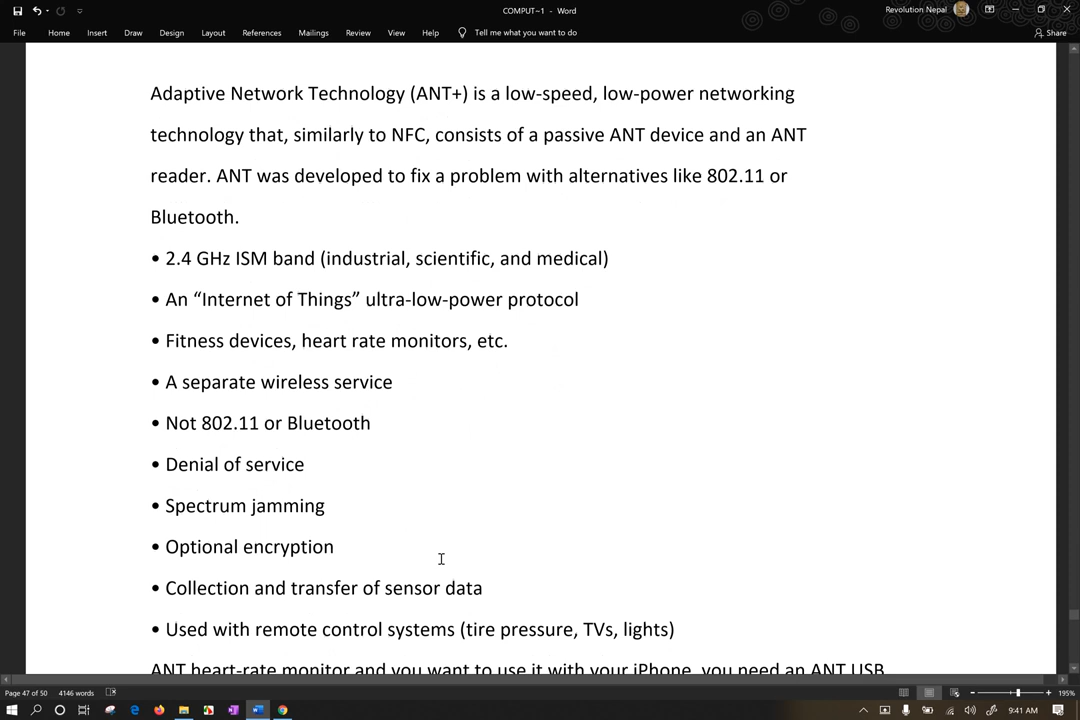 COMPUT~1 - Word
Revolution Nepal
File Home Insert Draw Design Layout References Mailings Review View Help Tell me what you want to do Share
Adaptive Network Technology (ANT+) is a low-speed, low-power networking
technology that, similarly to NFC, consists of a passive ANT device and an ANT
reader. ANT was developed to fix a problem with alternatives like 802.11 or
Bluetooth.
• 2.4 GHz ISM band (industrial, scientific, and medical)
• An “Internet of Things” ultra-low-power protocol
• Fitness devices, heart rate monitors, etc.
• A separate wireless service
• Not 802.11 or Bluetooth
• Denial of service
• Spectrum jamming
• Optional encryption
• Collection and transfer of sensor data
• Used with remote control systems (tire pressure, TVs, lights)
ANT heart-rate monitor and you want to use it with your iPhone, you need an ANT USB
Page 47 of 50 4146 words 195%
9:41 AM